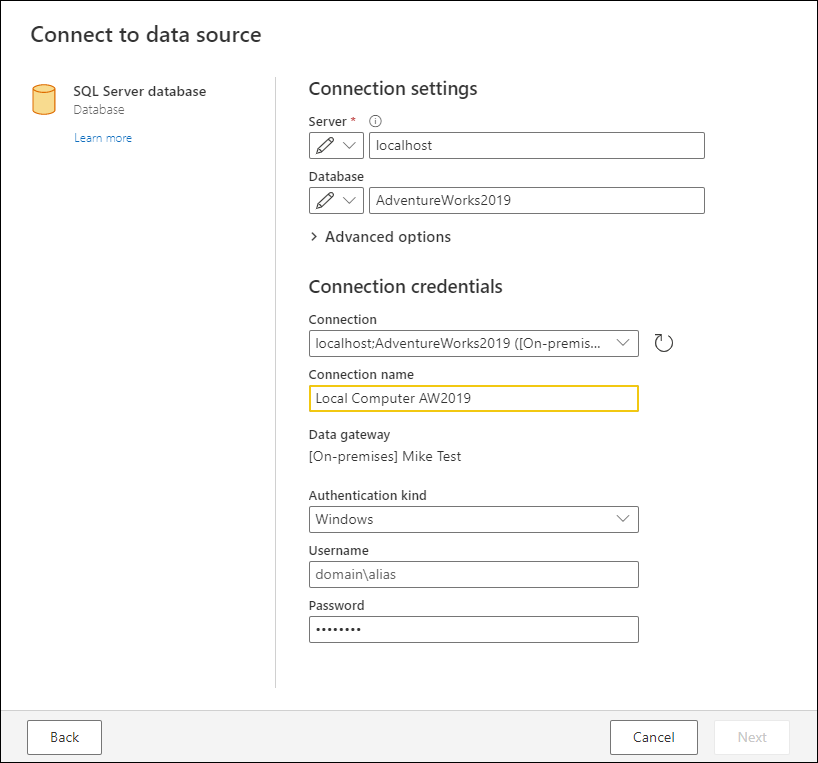 Connect to data source
SQL Server database
Database
Learn more
Connection settings
Server *
localhost
Database
AdventureWorks2019
Advanced options
Connection credentials
Connection
localhost;AdventureWorks2019 ([On-premis...
Connection name
Local Computer AW2019
Data gateway
[On-premises] Mike Test
Authentication kind
Windows
Username
domain\alias
Password
••••••••
Back
Cancel
Next